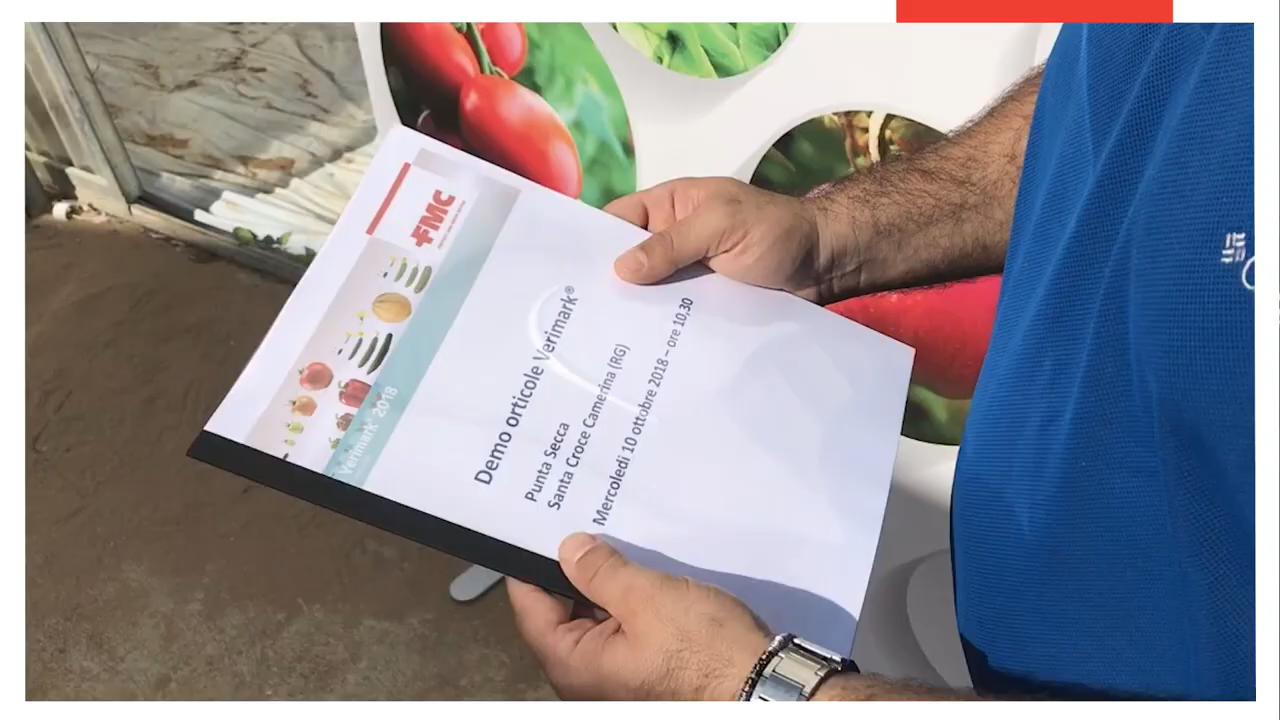 FMC
Verimark® 2018
Demo orticole Verimark®
Punta Secca
Santa Croce Camerina (RG)
Mercoledì 10 ottobre 2018 – ore 10,30